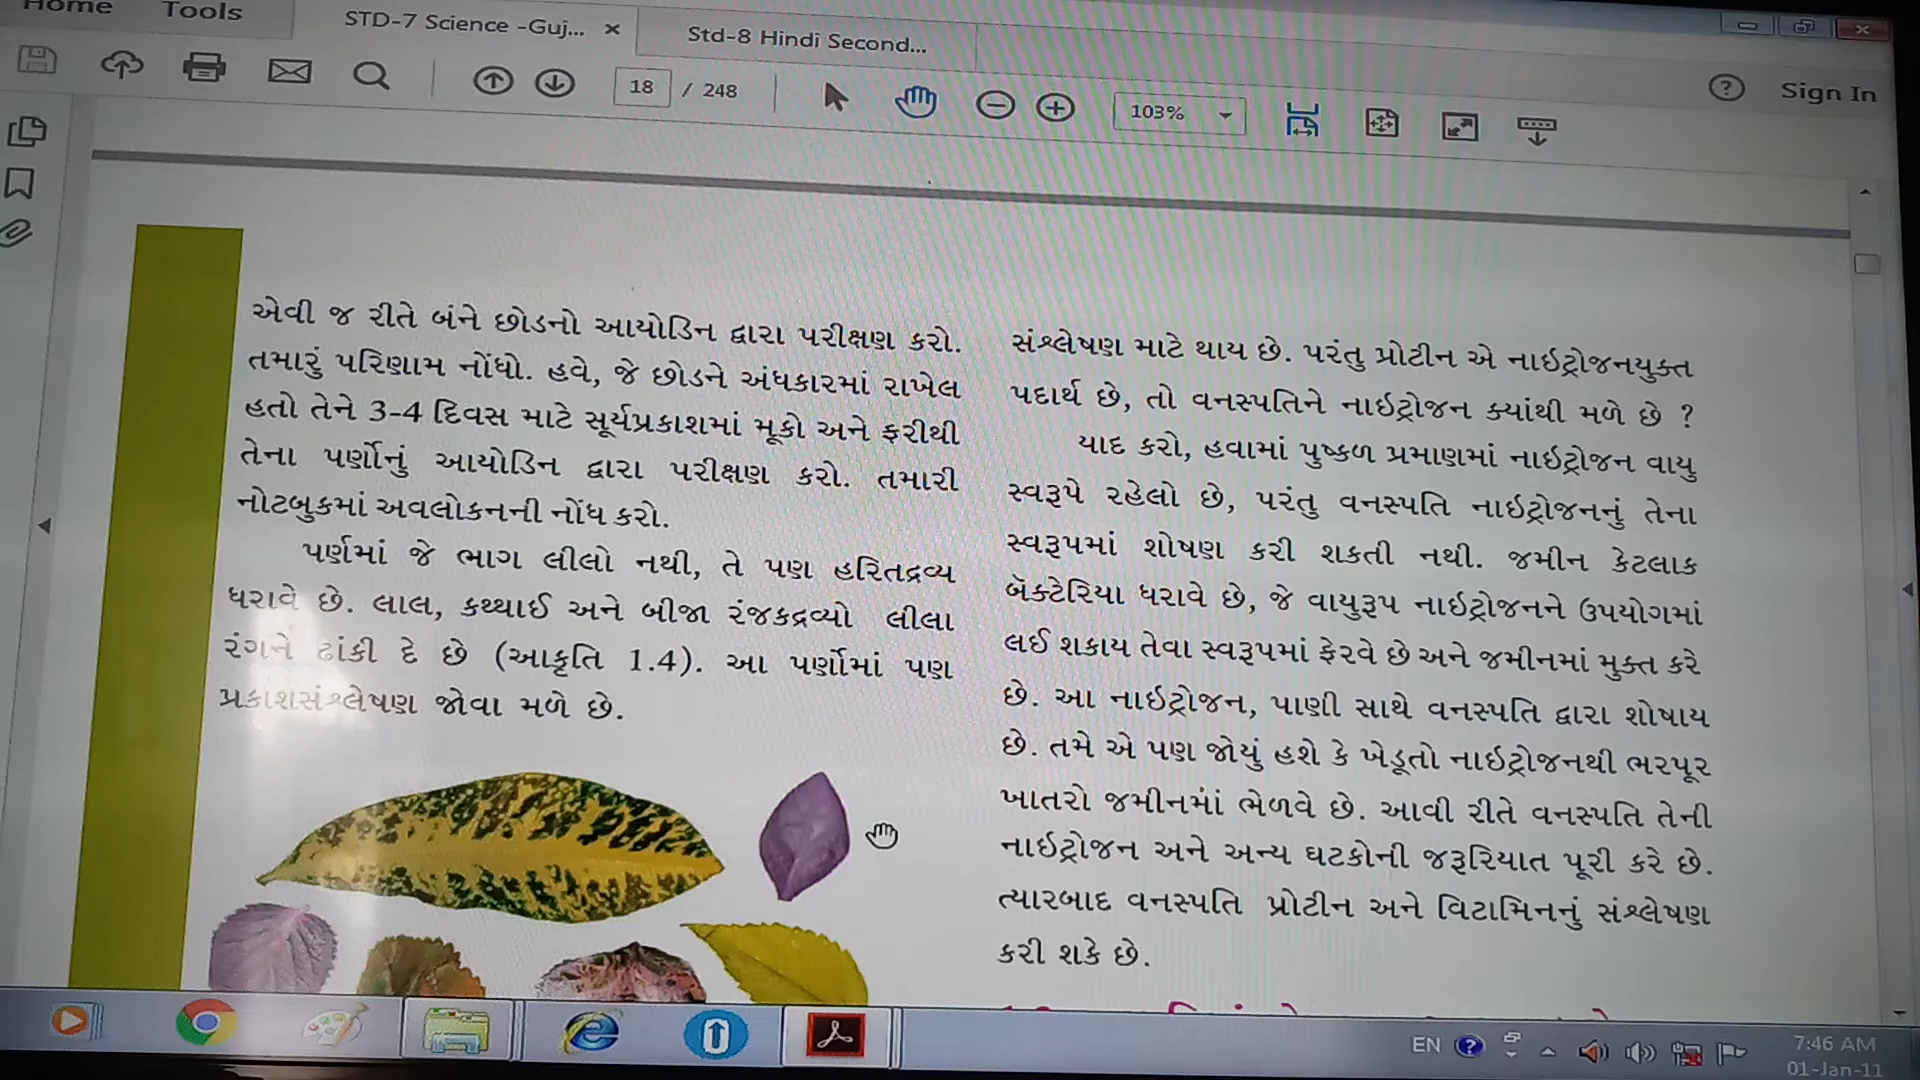 Home Tools STD-7 Science -Guj... × Std-8 Hindi Second...
18 / 248 103% Sign In
એવી જ રીતે બંને છોડનો આયોડિન દ્વારા પરીક્ષણ કરો.
તમારું પરિણામ નોંધો. હવે, જે છોડને અંધકારમાં રાખેલ
હતો તેને 3-4 દિવસ માટે સૂર્યપ્રકાશમાં મૂકો અને ફરીથી
તેના પર્ણોનું આયોડિન દ્વારા પરીક્ષણ કરો. તમારી
નોટબુકમાં અવલોકનની નોંધ કરો.
પર્ણમાં જે ભાગ લીલો નથી, તે પણ હરિતદ્રવ્ય
ધરાવે છે. લાલ, કથ્થાઈ અને બીજા રંજકદ્રવ્યો લીલા
રંગને ઢાંકી દે છે (આકૃતિ 1.4). આ પર્ણોમાં પણ
પ્રકાશસંશ્લેષણ જોવા મળે છે.
સંશ્લેષણ માટે થાય છે. પરંતુ પ્રોટીન એ નાઇટ્રોજનયુક્ત
પદાર્થ છે, તો વનસ્પતિને નાઇટ્રોજન ક્યાંથી મળે છે ?
યાદ કરો, હવામાં પુષ્કળ પ્રમાણમાં નાઇટ્રોજન વાયુ
સ્વરૂપે રહેલો છે, પરંતુ વનસ્પતિ નાઇટ્રોજનનું તેના
સ્વરૂપમાં શોષણ કરી શકતી નથી. જમીન કેટલાક
બૅક્ટેરિયા ધરાવે છે, જે વાયુરૂપ નાઇટ્રોજનને ઉપયોગમાં
લઈ શકાય તેવા સ્વરૂપમાં ફેરવે છે અને જમીનમાં મુક્ત કરે
છે. આ નાઇટ્રોજન, પાણી સાથે વનસ્પતિ દ્વારા શોષાય
છે. તમે એ પણ જોયું હશે કે ખેડૂતો નાઇટ્રોજનથી ભરપૂર
ખાતરો જમીનમાં ભેળવે છે. આવી રીતે વનસ્પતિ તેની
નાઇટ્રોજન અને અન્ય ઘટકોની જરૂરિયાત પૂરી કરે છે.
ત્યારબાદ વનસ્પતિ પ્રોટીન અને વિટામિનનું સંશ્લેષણ
કરી શકે છે.
EN 7:46 AM
01-Jan-11